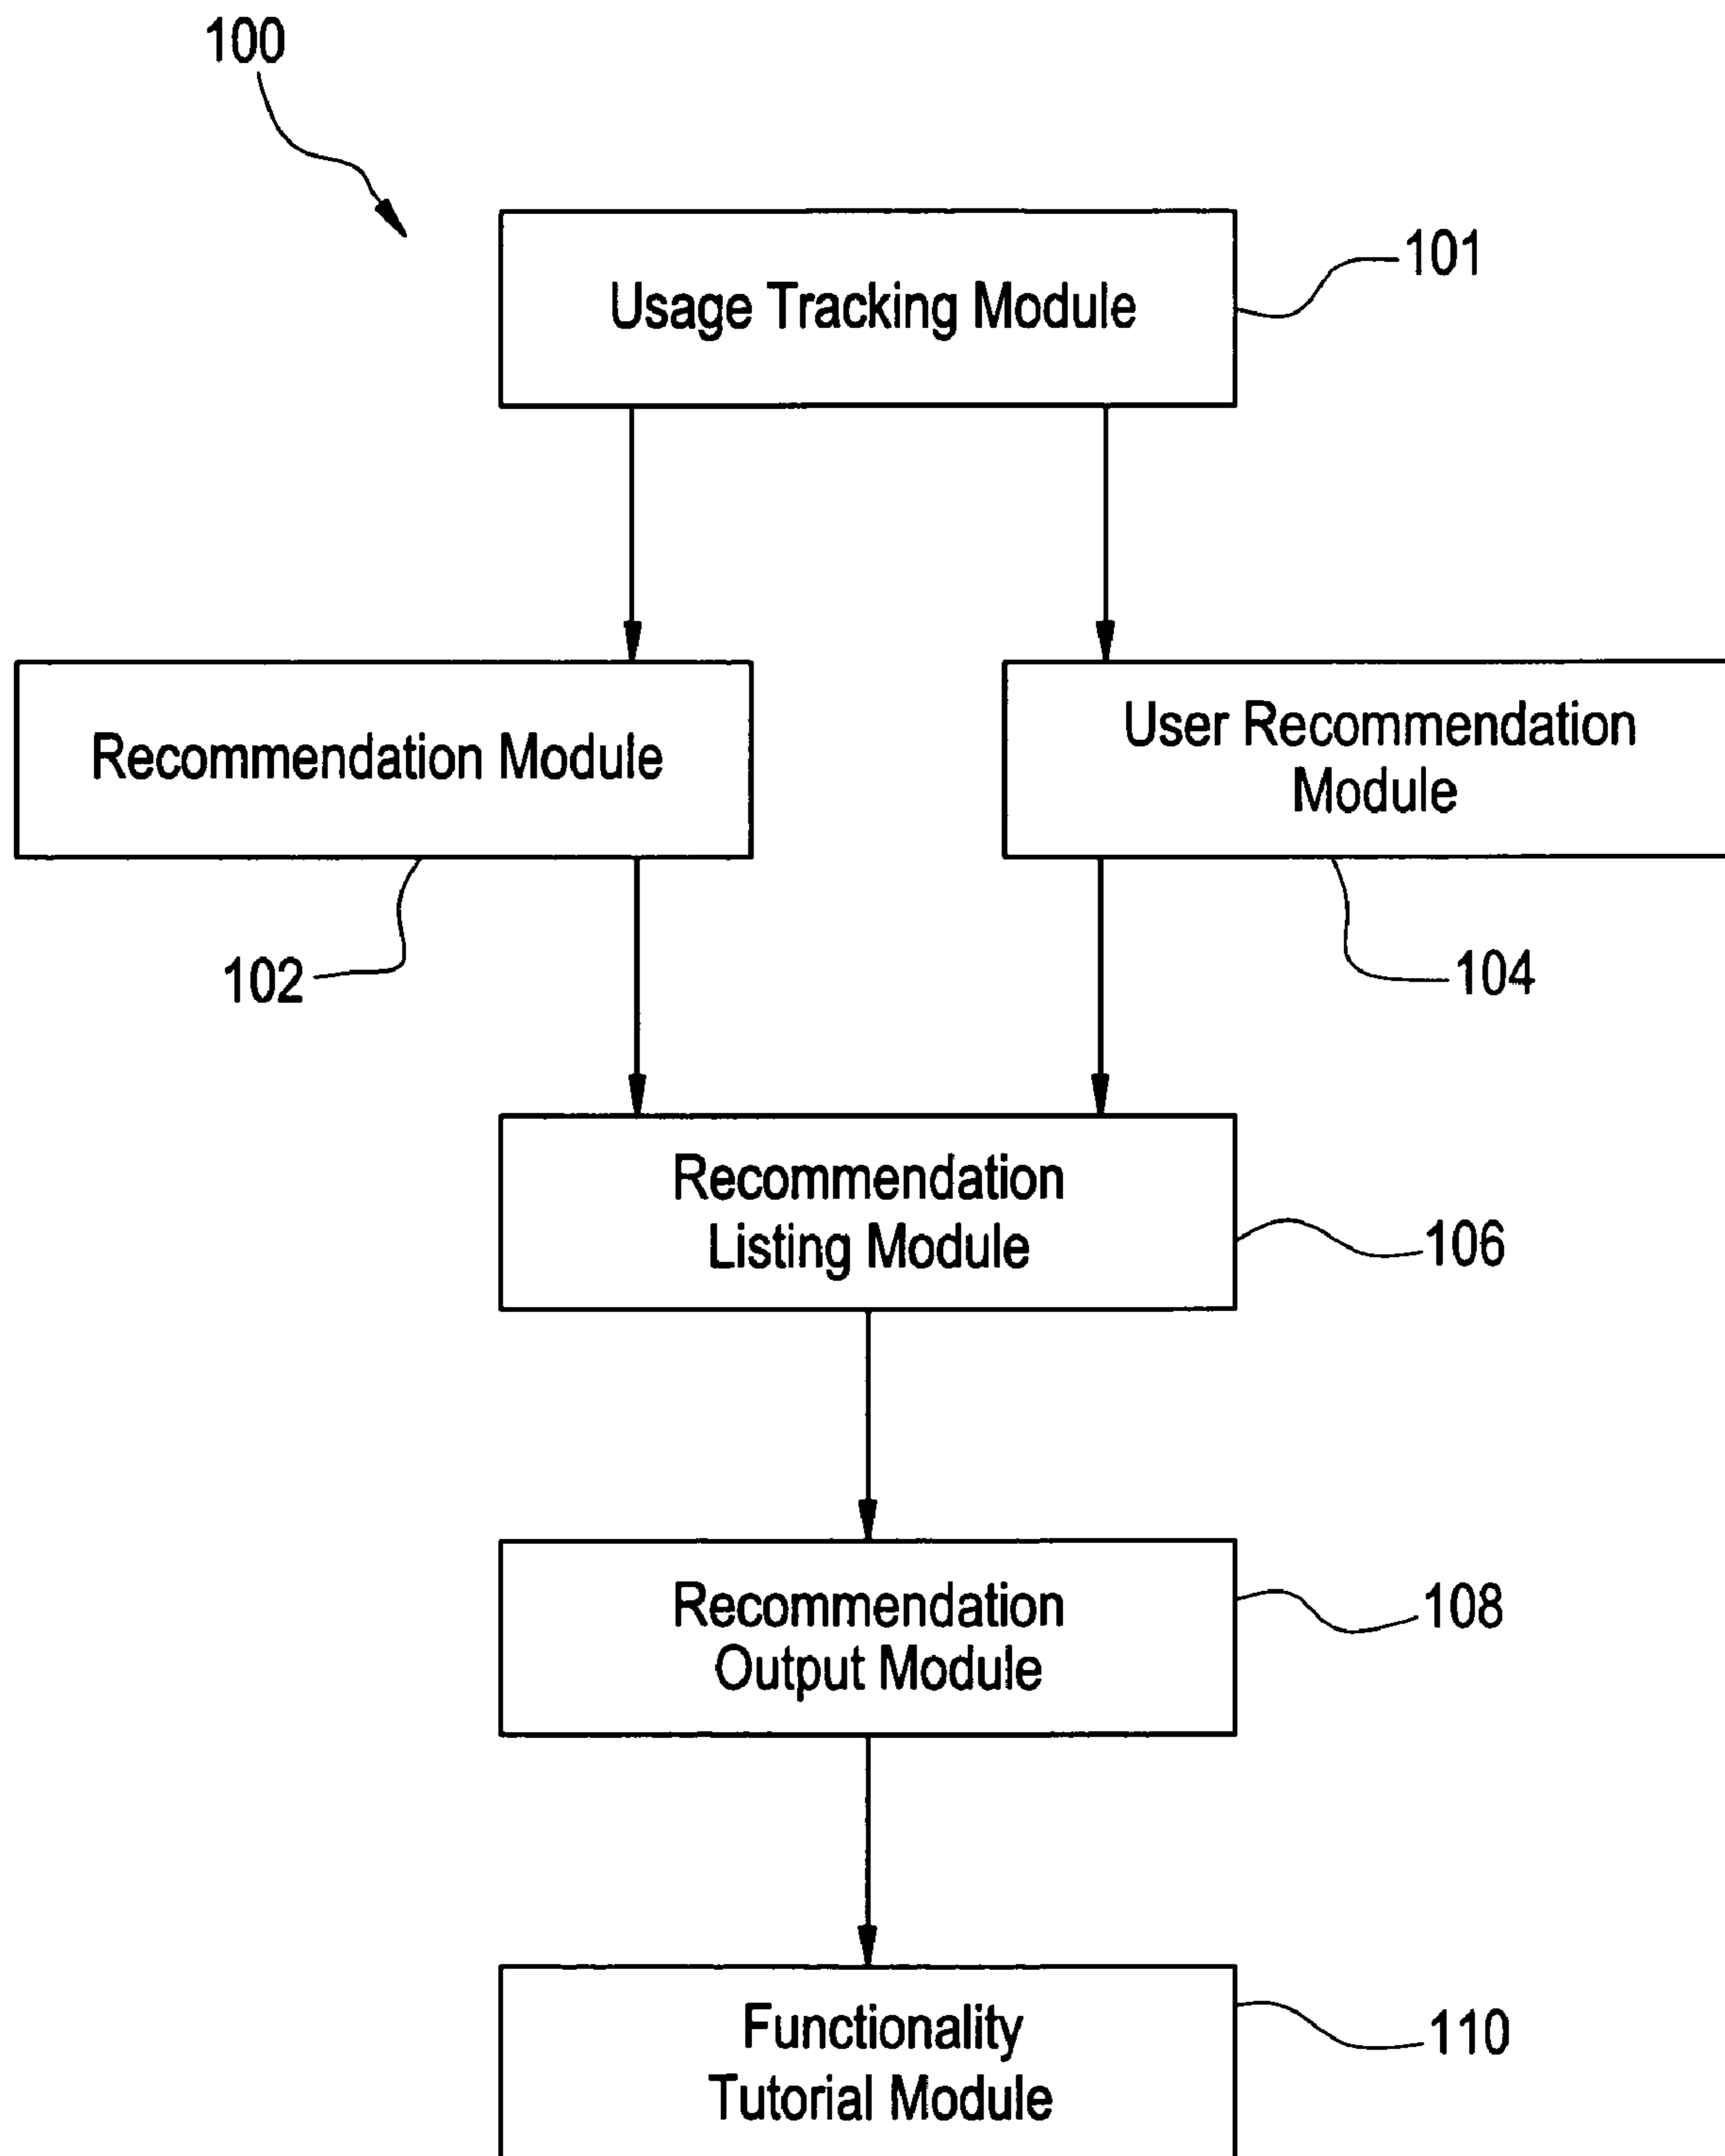 100
101
Usage Tracking Module
Recommendation Module
User Recommendation
Module
102
104
Recommendation
Listing Module
106
Recommendation
Output Module
108
Functionality
Tutorial Module
110